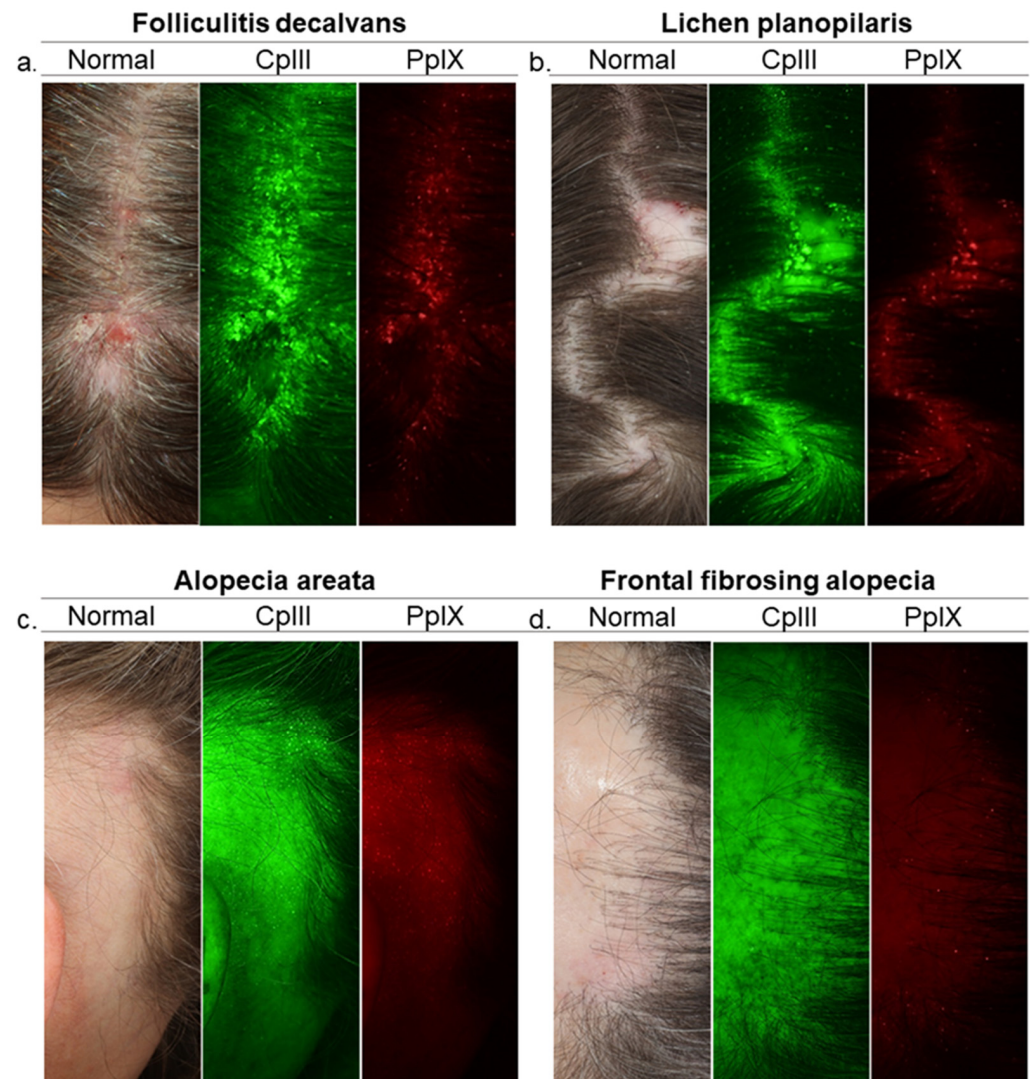 Folliculitis decalvans
Lichen planopilaris
a. Normal CpIII PpIX
b. Normal CpIII PpIX
Alopecia areata
Frontal fibrosing alopecia
c. Normal CpIII PpIX
d. Normal CpIII PpIX